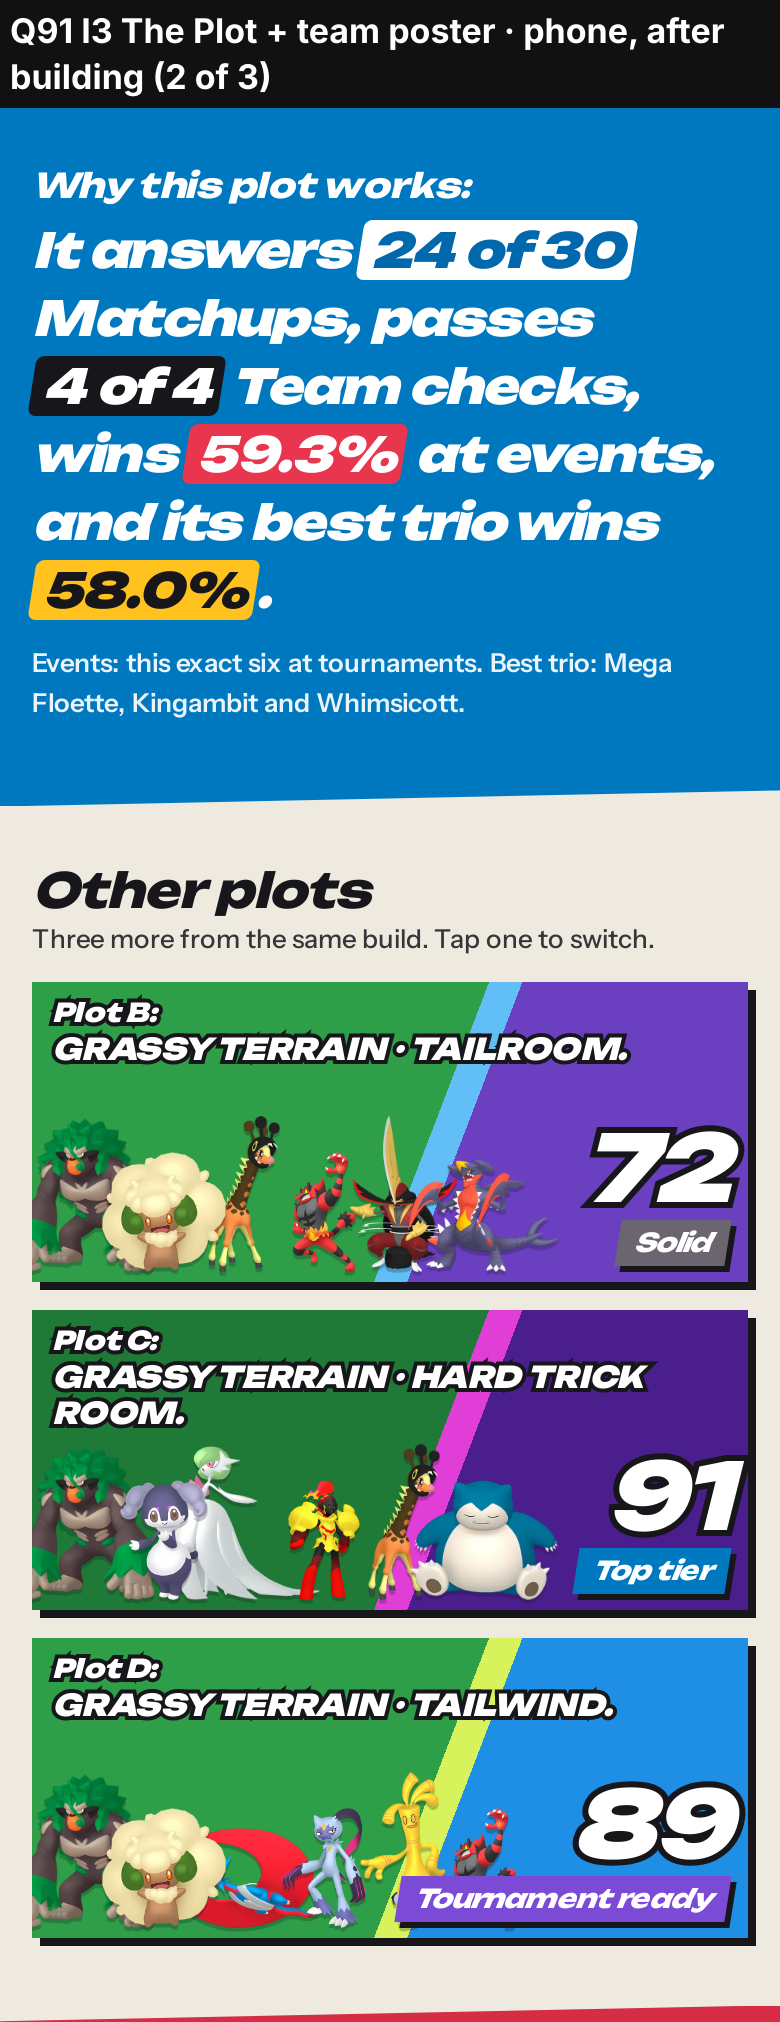 Q91 I3 The Plot + team poster · phone, after
building (2 of 3)
Why this plot works:
It answers 24 of 30
Matchups, passes
4 of 4 Team checks,
wins 59.3% at events,
and its best trio wins
58.0%.
Events: this exact six at tournaments. Best trio: Mega
Floette, Kingambit and Whimsicott.
Other plots
Three more from the same build. Tap one to switch.
Plot B:
GRASSY TERRAIN · TAILROOM.
72
Solid
Plot C:
GRASSY TERRAIN · HARD TRICK
ROOM.
91
Top tier
Plot D:
GRASSY TERRAIN · TAILWIND.
89
Tournament ready